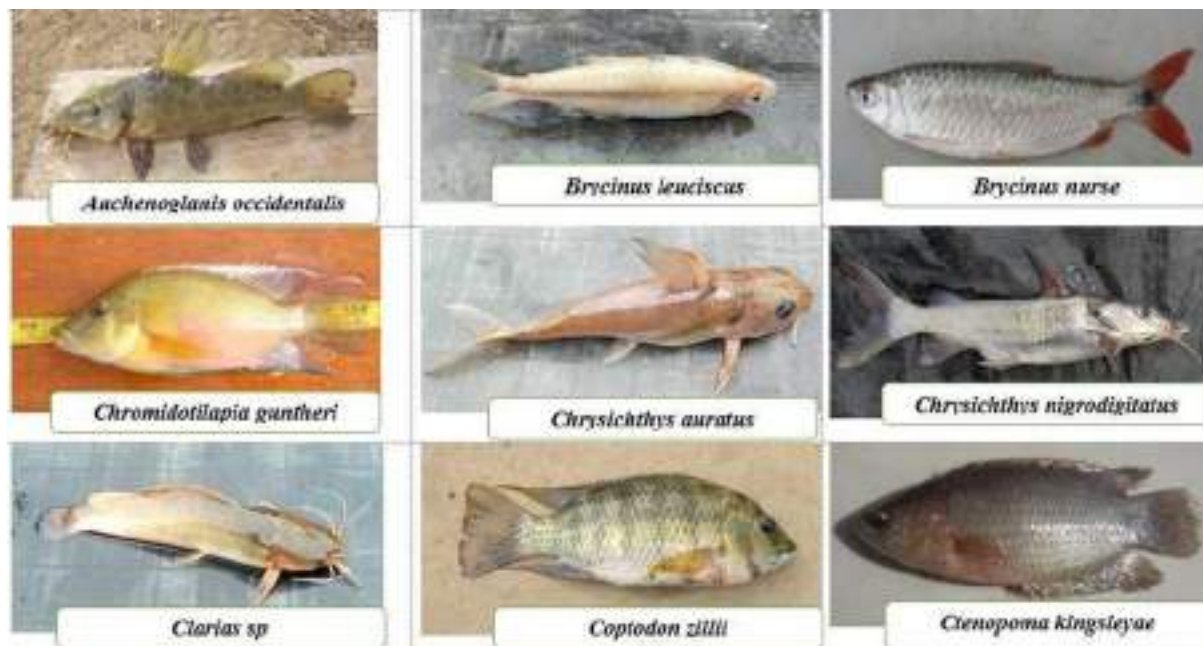 Auchenoglanis occidentalis
Brycinus leuciscus
Brycinus nurse
Chromidotilapia guntheri
Chrysichthys auratus
Chrysichthys nigrodigitatus
Clarias sp
Coptodon zillii
Ctenopoma kingsleyae